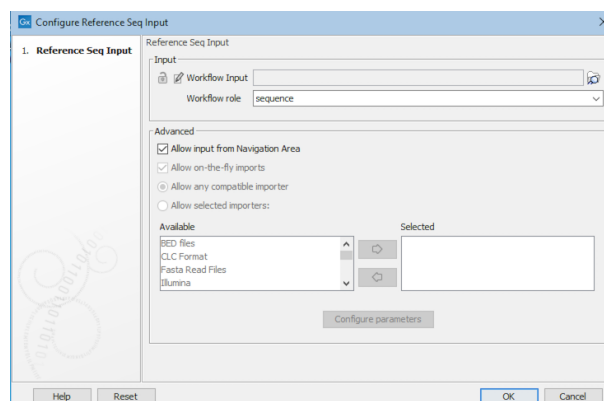 Gx Configure Reference Seq Input
1. Reference Seq Input
Reference Seq Input
Input
Workflow Input
Workflow role sequence
Advanced
Allow input from Navigation Area
Allow on-the-fly imports
Allow any compatible importer
Allow selected importers:
Available Selected
BED files
CLC Format
Fasta Read Files
Illumina
Configure parameters
Help Reset OK Cancel